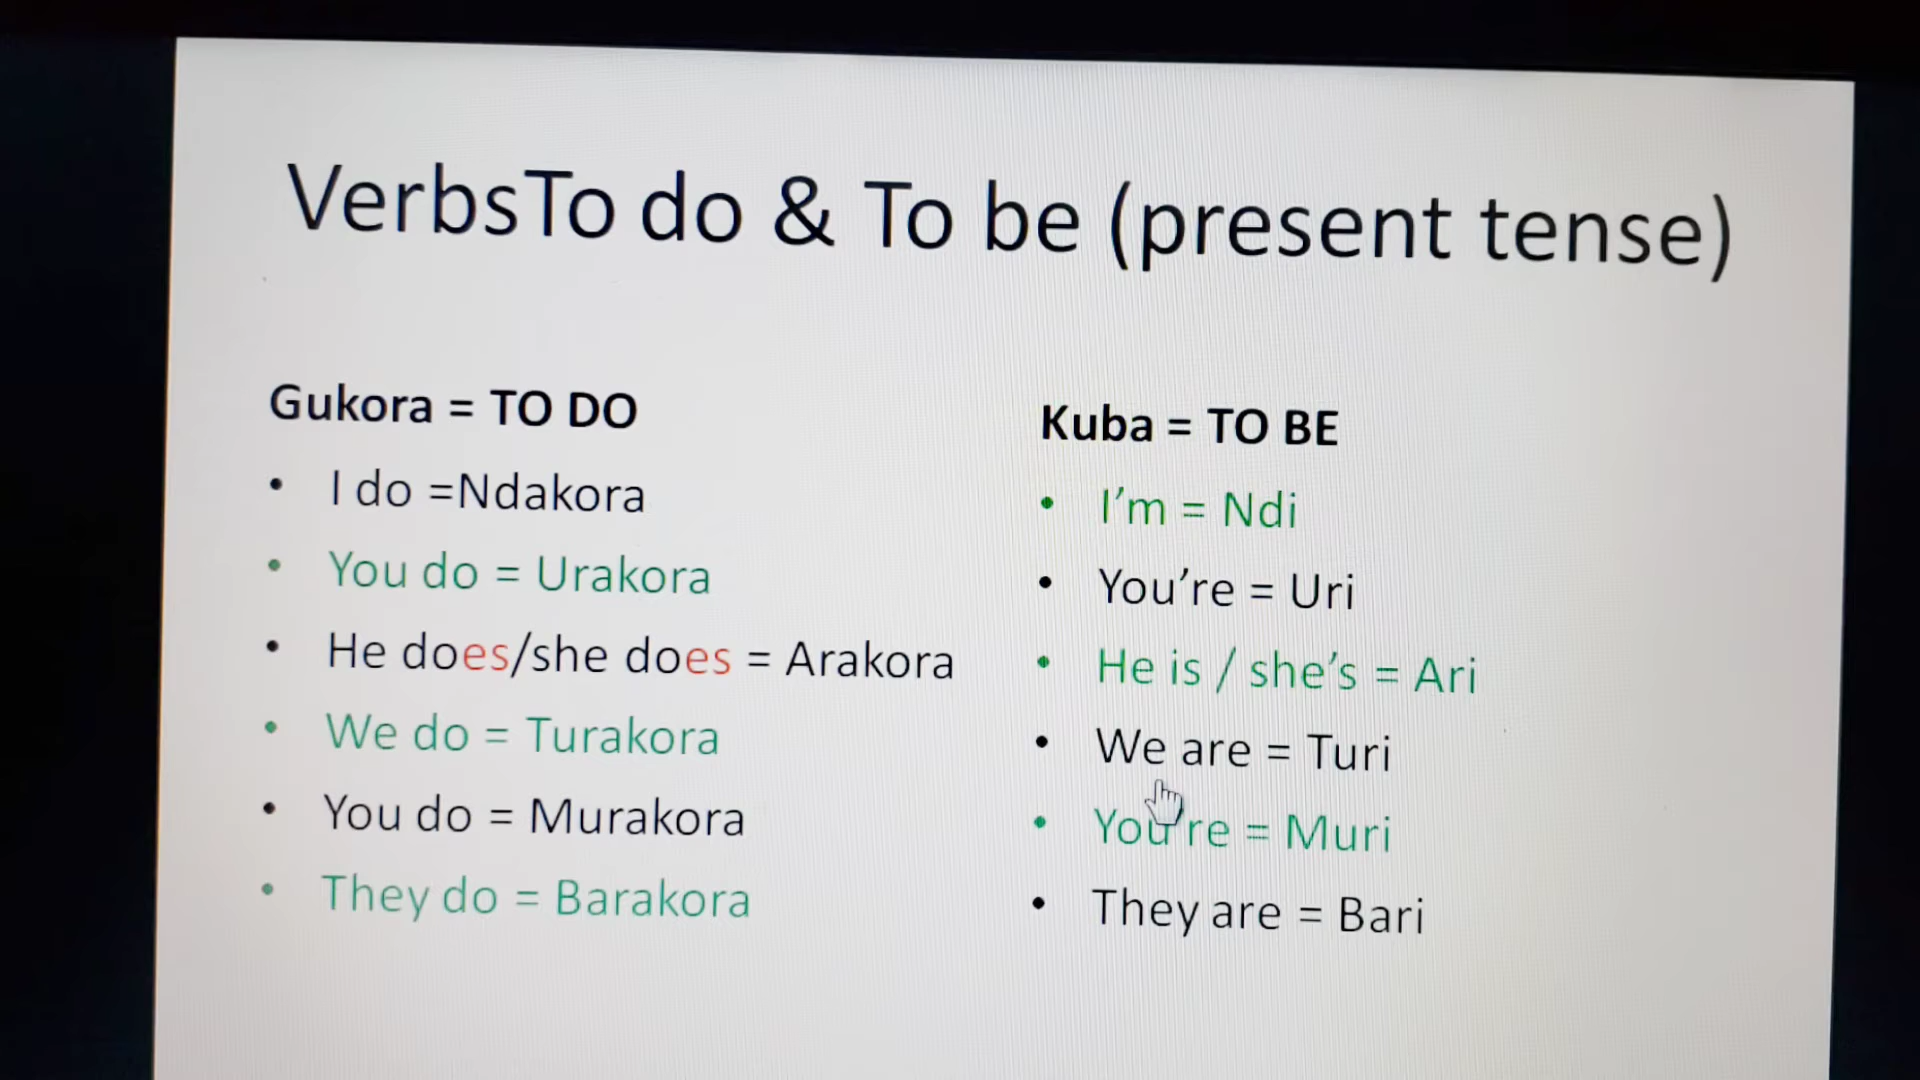 VerbsTo do & To be (present tense)
Gukora = TO DO
• I do =Ndakora
• You do = Urakora
• He does/she does = Arakora
• We do = Turakora
• You do = Murakora
• They do = Barakora
Kuba = TO BE
• I’m = Ndi
• You’re = Uri
• He is / she’s = Ari
• We are = Turi
• You’re = Muri
• They are = Bari